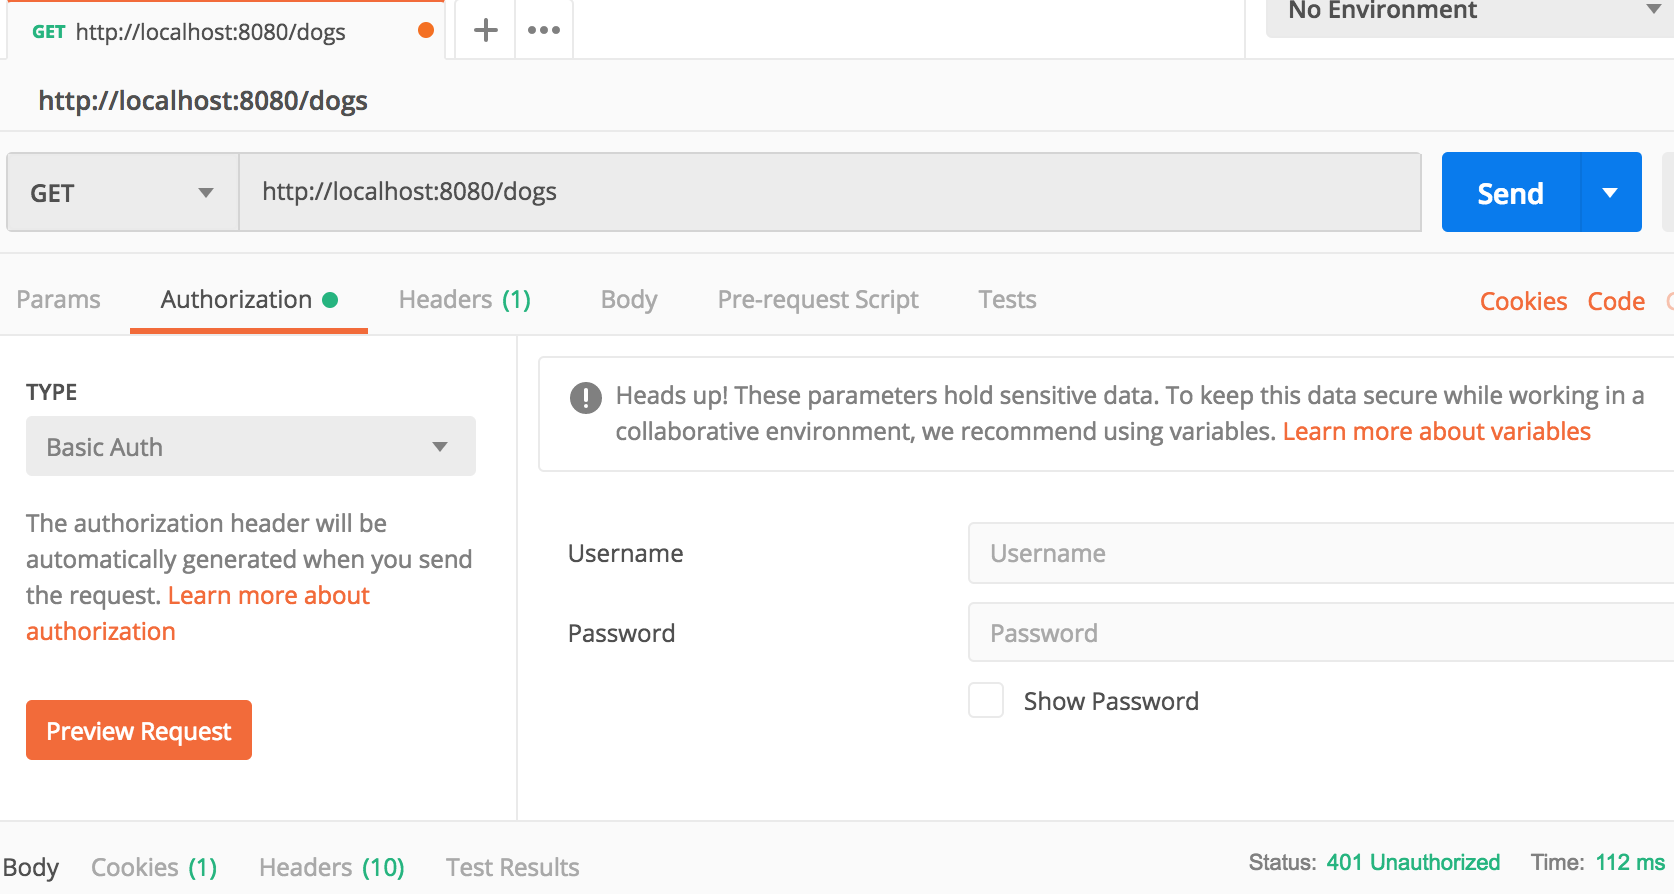 GET http://localhost:8080/dogs
No Environment
http://localhost:8080/dogs
GET http://localhost:8080/dogs Send
Params Authorization Headers (1) Body Pre-request Script Tests Cookies Code
TYPE
Basic Auth
The authorization header will be
automatically generated when you send
the request. Learn more about
authorization
Preview Request
Heads up! These parameters hold sensitive data. To keep this data secure while working in a
collaborative environment, we recommend using variables. Learn more about variables
Username Username
Password Password
Show Password
Body Cookies (1) Headers (10) Test Results Status: 401 Unauthorized Time: 112 ms